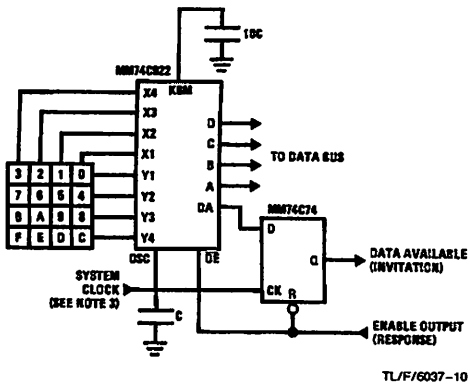 10C
MM74C922
KBM
X4
X3
X2
X1
Y1
Y2
Y3
Y4
D
C
B
A
DA
TO DATA BUS
3 2 1 0
7 6 5 4
B A 9 8
F E D C
OSC
OE
MM74C74
D
Q
CK
R
DATA AVAILABLE
(INVITATION)
SYSTEM
CLOCK
(SEE NOTE 3)
C
ENABLE OUTPUT
(RESPONSE)
TL/F/6037–10